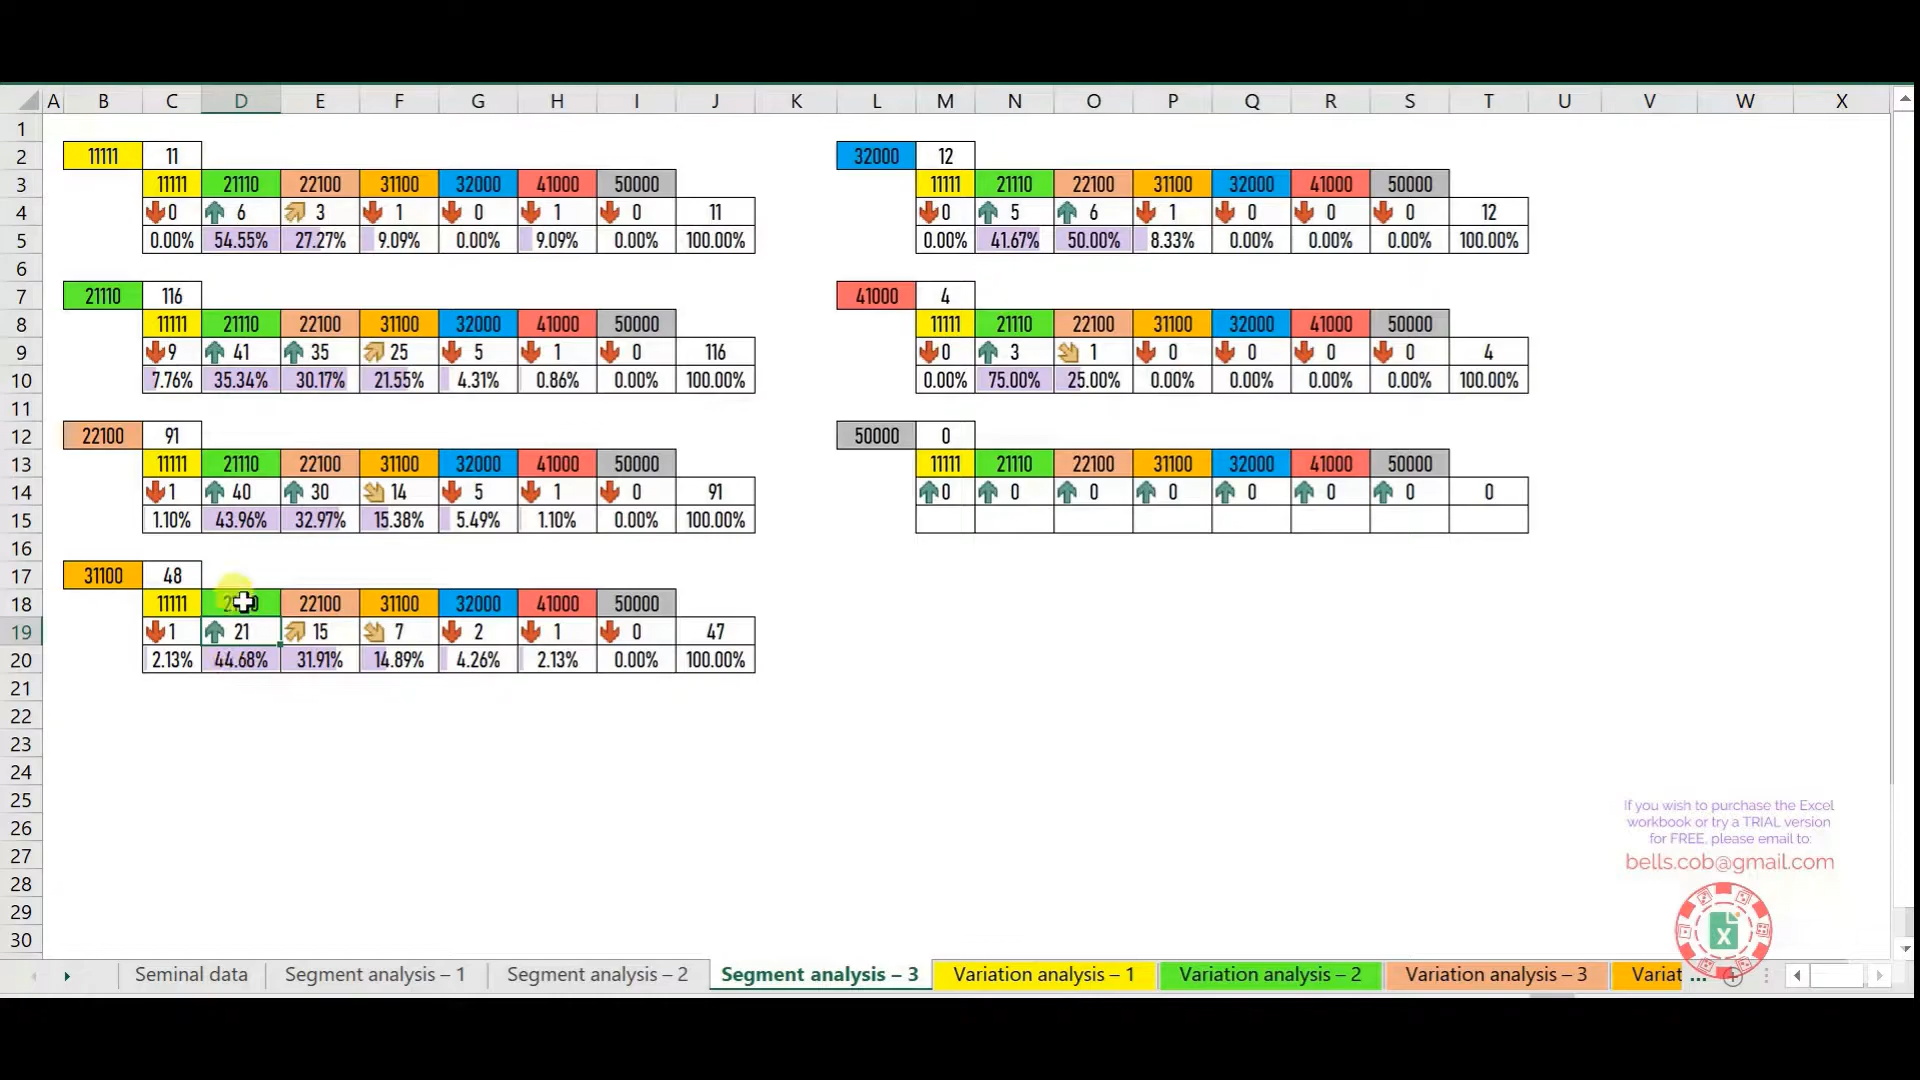 A B C D E F G H I J K L M N O P Q R S T U V W X
1
2 11111 11 32000 12
3 11111 21110 22100 31100 32000 41000 50000 11111 21110 22100 31100 32000 41000 50000
4 0 6 3 1 0 1 0 11 0 5 6 1 0 0 0 12
5 0.00% 54.55% 27.27% 9.09% 0.00% 9.09% 0.00% 100.00% 0.00% 41.67% 50.00% 8.33% 0.00% 0.00% 0.00% 100.00%
6
7 21110 116 41000 4
8 11111 21110 22100 31100 32000 41000 50000 11111 21110 22100 31100 32000 41000 50000
9 9 41 35 25 5 1 0 116 0 3 1 0 0 0 0 4
10 7.76% 35.34% 30.17% 21.55% 4.31% 0.86% 0.00% 100.00% 0.00% 75.00% 25.00% 0.00% 0.00% 0.00% 0.00% 100.00%
11
12 22100 91 50000 0
13 11111 21110 22100 31100 32000 41000 50000 11111 21110 22100 31100 32000 41000 50000
14 1 40 30 14 5 1 0 91 0 0 0 0 0 0 0 0
15 1.10% 43.96% 32.97% 15.38% 5.49% 1.10% 0.00% 100.00%
16
17 31100 48
18 11111 22100 31100 32000 41000 50000
19 1 21 15 7 2 1 0 47
20 2.13% 44.68% 31.91% 14.89% 4.26% 2.13% 0.00% 100.00%
21
22
23
24
25
26
27
28
29
30
If you wish to purchase the Excel
workbook or try a TRIAL version
for FREE, please email to:
bells.cob@gmail.com
X
Seminal data Segment analysis – 1 Segment analysis – 2 Segment analysis – 3 Variation analysis – 1 Variation analysis – 2 Variation analysis – 3 Variat ...